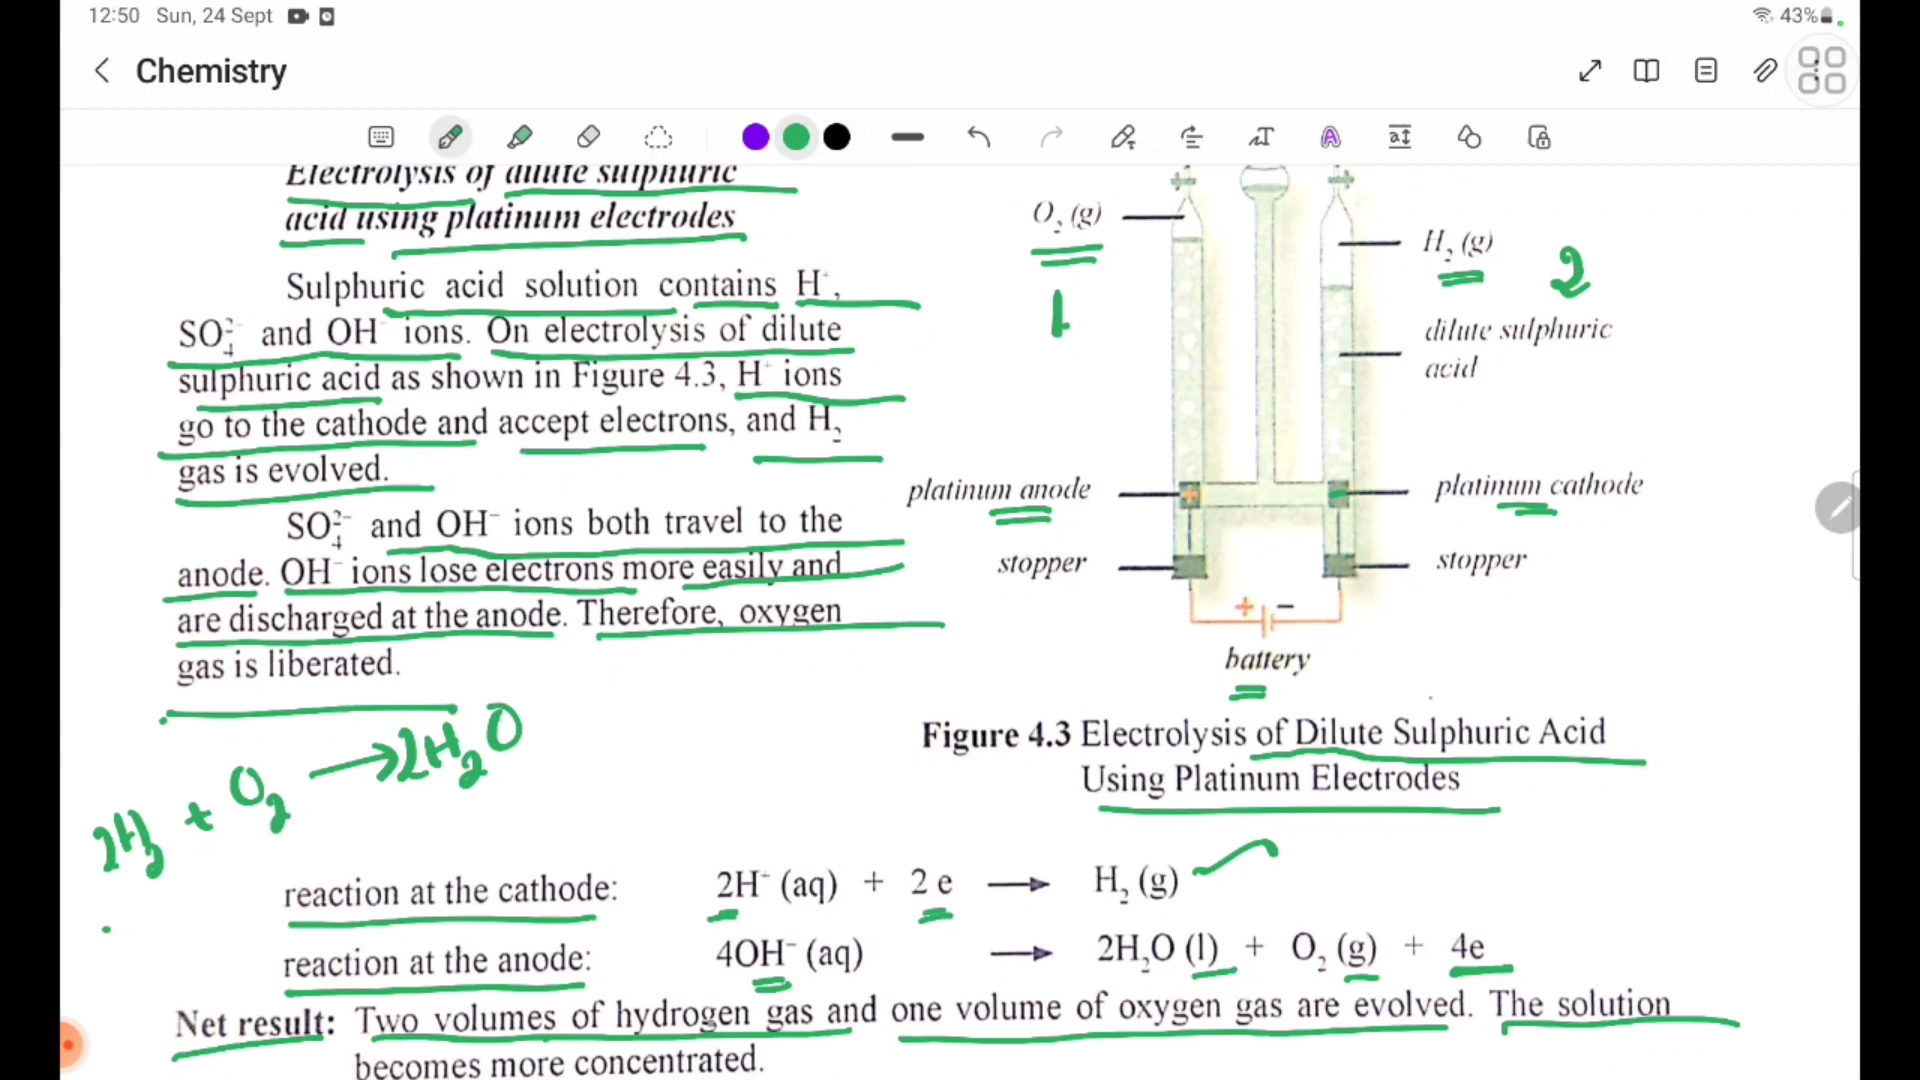 12:50 Sun, 24 Sept
43%
Chemistry
Electrolysis of dilute sulphuric
acid using platinum electrodes
Sulphuric acid solution contains H⁺,
SO₄²⁻ and OH⁻ ions. On electrolysis of dilute
sulphuric acid as shown in Figure 4.3, H⁺ ions
go to the cathode and accept electrons, and H₂
gas is evolved.
SO₄²⁻ and OH⁻ ions both travel to the
anode. OH⁻ ions lose electrons more easily and
are discharged at the anode. Therefore, oxygen
gas is liberated.
2H₂ + O₂ → 2H₂O
O₂ (g)
1
H₂ (g)
2
dilute sulphuric
acid
platinum anode
platinum cathode
stopper
stopper
+ −
battery
Figure 4.3 Electrolysis of Dilute Sulphuric Acid
Using Platinum Electrodes
reaction at the cathode: 2H⁺ (aq) + 2 e → H₂ (g)
reaction at the anode: 4OH⁻ (aq) → 2H₂O (l) + O₂ (g) + 4e
Net result: Two volumes of hydrogen gas and one volume of oxygen gas are evolved. The solution
becomes more concentrated.